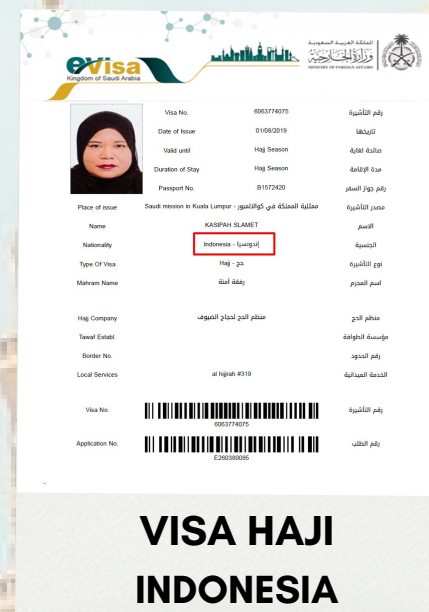 evisa
Kingdom of Saudi Arabia
المملكة العربية السعودية
وزارة الخارجية
MINISTRY OF FOREIGN AFFAIRS
Visa No. 6063774075 رقم التأشيرة
Date of Issue 01/08/2019 تاريخها
Valid until Hajj Season صالحة لغاية
Duration of Stay Hajj Season مدة الإقامة
Passport No. B1572420 رقم جواز السفر
Place of issue Saudi mission in Kuala Lumpur - ممثلية المملكة في كوالالمبور مصدر التأشيرة
Name KASIPAH SLAMET الاسم
Nationality Indonesia - إندونسيا الجنسية
Type Of Visa Hajj - حج نوع التأشيرة
Mahram Name رفقة آمنة اسم المحرم
Hajj Company منظم الحج لحجاج الضيوف منظم الحج
Tawaf Establ. مؤسسة الطوافة
Border No. رقم الحدود
Local Services al hijjrah #319 الخدمة الميدانية
Visa No. رقم التأشيرة
6063774075
Application No. رقم الطلب
E260380085
VISA HAJI
INDONESIA